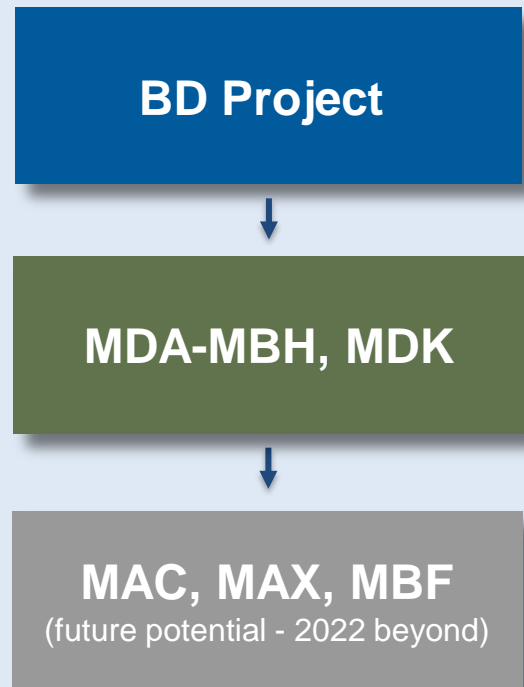 BD Project
MDA-MBH, MDK
MAC, MAX, MBF
(future potential - 2022 beyond)